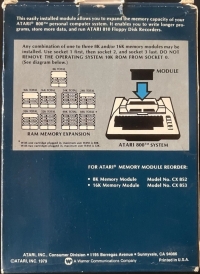 This easily installed module allows you to expand the memory capacity of your
ATARI® 800™ personal computer system. It enables you to write longer pro-
grams, store more data, and run ATARI 810 Floppy Disk Recorders.
Any combination of one to three 8K and/or 16K memory modules may be
installed. Use socket 1 first, then socket 2, and socket 3 last. DO NOT
REMOVE THE OPERATING SYSTEM 10K ROM FROM SOCKET
(See diagram below.)
MODULE
RAM MEMORY EXPANSION
ATARI 800™ SYSTEM
FOR ATARI® MEMORY MODULE REORDER:
• 8K Memory Module Model No. CX 852
• 16K Memory Module Model No. CX 853
ATARI, INC., Consumer Division • 1195 Borregas Avenue • Sunnyvale, CA 94086
©ATARI, INC. 1979 A Warner Communications Company Printed in U.S.A.